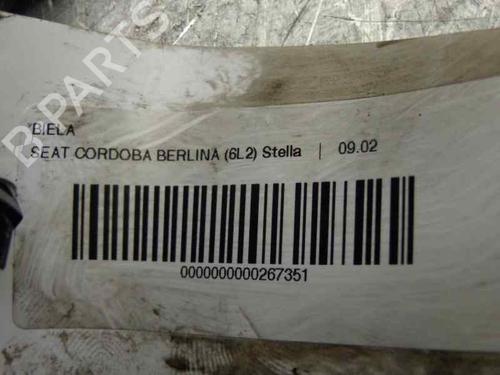 B PARTS
BIELA
SEAT CORDOBA BERLINA (6L2) Stella | 09.02
0000000000267351